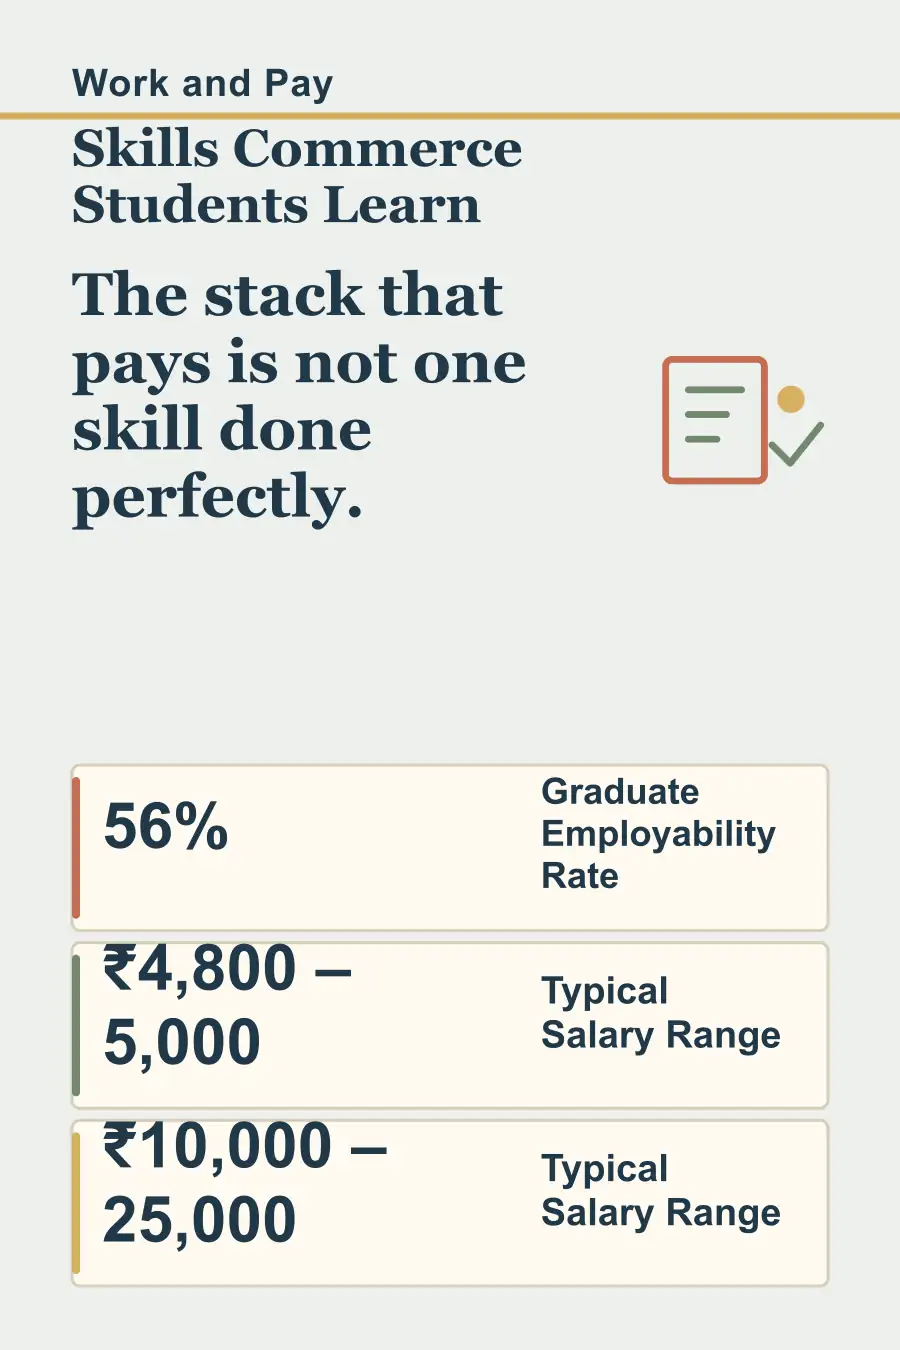 Work and Pay
Skills Commerce
Students Learn
The stack that
pays is not one
skill done
perfectly.
56%
Graduate
Employability
Rate
₹4,800 –
5,000
Typical
Salary Range
₹10,000 –
25,000
Typical
Salary Range